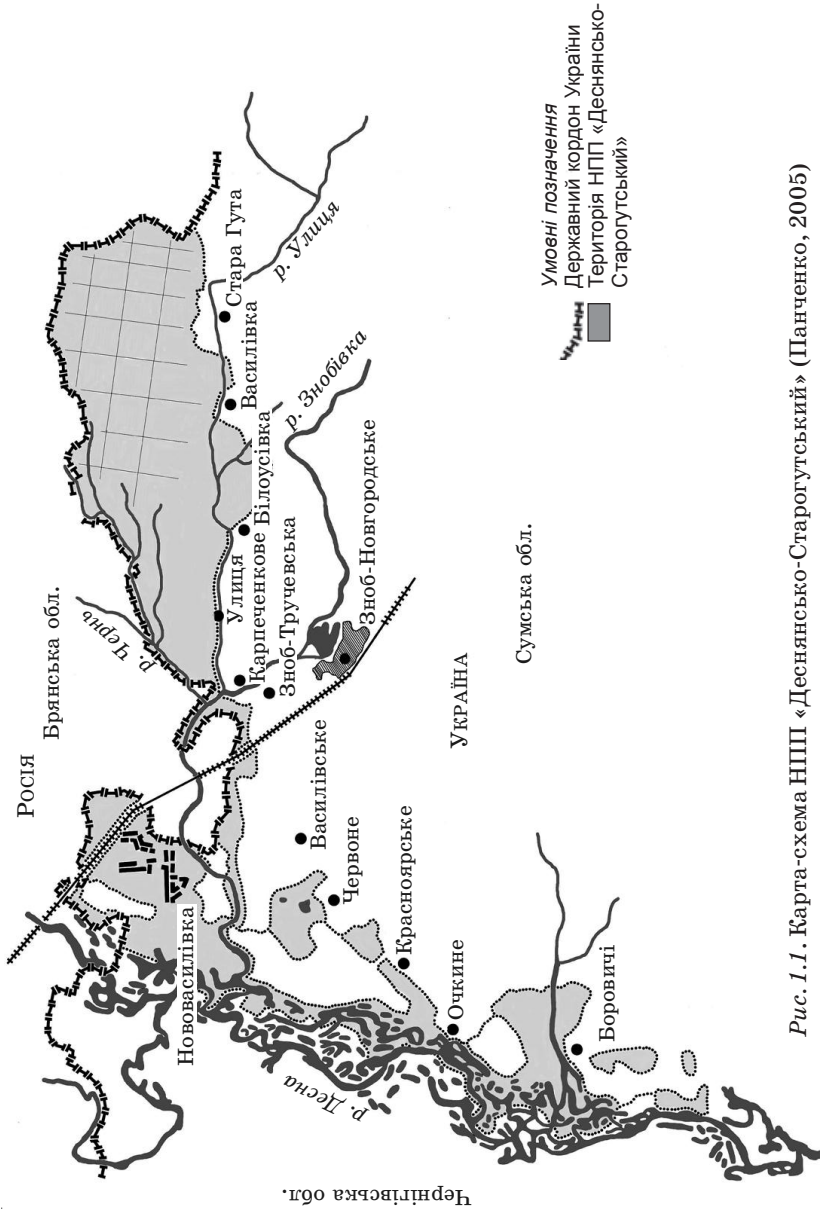 Росія
Брянська обл.
р. Чернь
Нововасилівка
Улиця
Карпеченкове
Білоусівка
Зноб-Тручевська
Василівка
Стара Гута
р. Улиця
р. Знобівка
Зноб-Новгородське
Василівське
Червоне
Красноярське
Очкине
Боровичі
р. Десна
Чернігівська обл.
Україна
Сумська обл.
Умовні позначення
Державний кордон України
Територія НПП «Деснянсько-
Старогутський»
Рис. 1.1. Карта-схема НПП «Деснянсько-Старогутський» (Панченко, 2005)